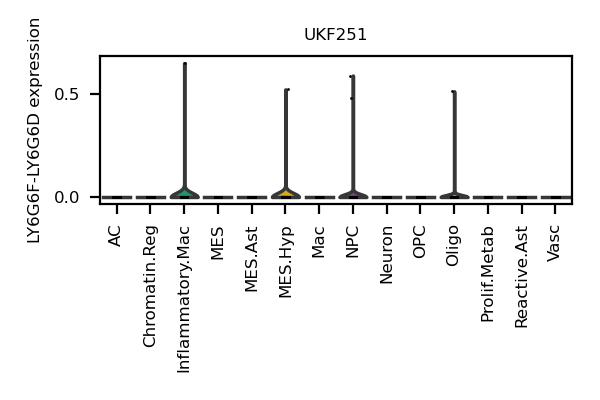 UKF251
LY6G6F-LY6G6D expression
0.5
0.0
AC
Chromatin.Reg
Inflammatory.Mac
MES
MES.Ast
MES.Hyp
Mac
NPC
Neuron
OPC
Oligo
Prolif.Metab
Reactive.Ast
Vasc